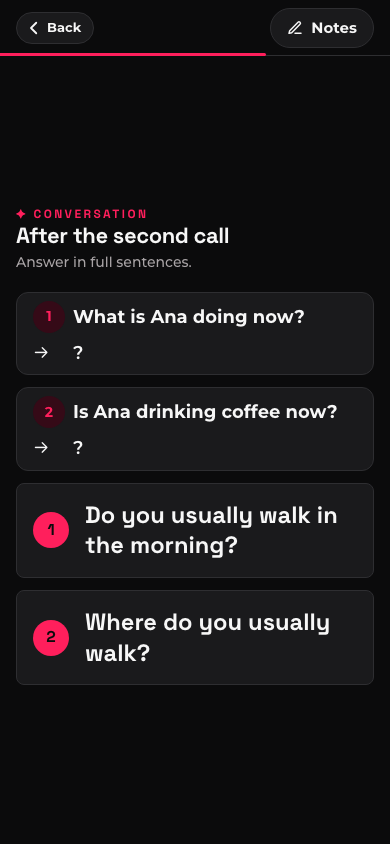 Back
Notes
CONVERSATION
After the second call
Answer in full sentences.
1 What is Ana doing now?
→ ?
2 Is Ana drinking coffee now?
→ ?
1 Do you usually walk in
the morning?
2 Where do you usually
walk?